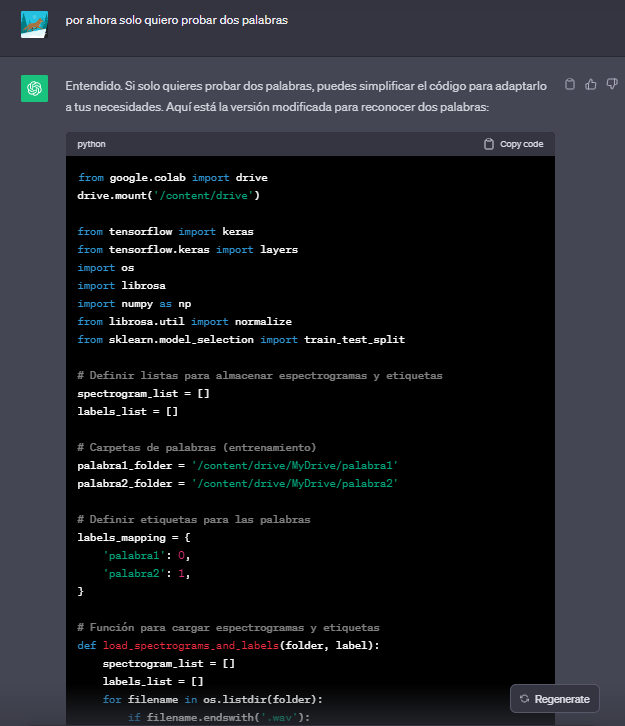 por ahora solo quiero probar dos palabras
Entendido. Si solo quieres probar dos palabras, puedes simplificar el código para adaptarlo
a tus necesidades. Aquí está la versión modificada para reconocer dos palabras:
python
Copy code
from google.colab import drive
drive.mount('/content/drive')
from tensorflow import keras
from tensorflow.keras import layers
import os
import librosa
import numpy as np
from librosa.util import normalize
from sklearn.model_selection import train_test_split
# Definir listas para almacenar espectrogramas y etiquetas
spectrogram_list = []
labels_list = []
# Carpetas de palabras (entrenamiento)
palabra1_folder = '/content/drive/MyDrive/palabra1'
palabra2_folder = '/content/drive/MyDrive/palabra2'
# Definir etiquetas para las palabras
labels_mapping = {
    'palabra1': 0,
    'palabra2': 1,
}
# Función para cargar espectrogramas y etiquetas
def load_spectrograms_and_labels(folder, label):
    spectrogram_list = []
    labels_list = []
    for filename in os.listdir(folder):
        if filename.endswith('.wav'):
Regenerate